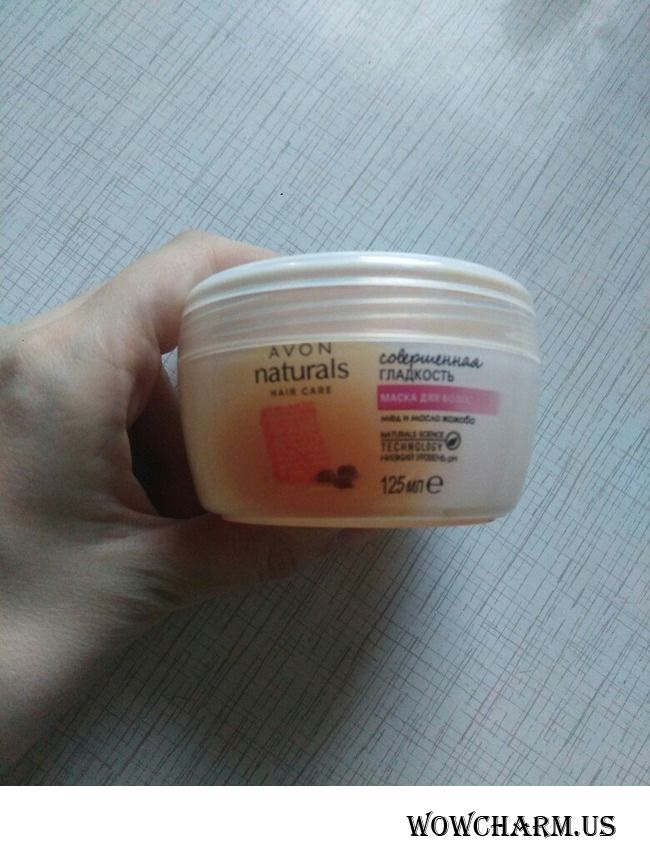 AVON
naturals
HAIR CARE
совершенная
ГЛАДКОСТЬ
МАСКА ДЛЯ ВОЛОС
мёд и масло жожоба
NATURALS SCIENCE
TECHNOLOGY
НИЗКИЙ УРОВЕНЬ pH
125 мл e
WOWCHARM.US